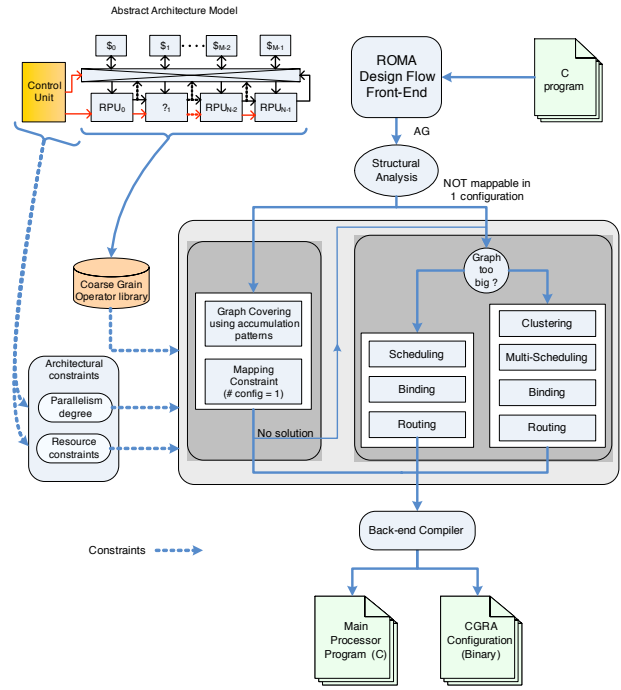 Abstract Architecture Model
$0
$1
$M-2
$M-1
Control
Unit
RPU0
?1
RPUN-2
RPUN-1
ROMA
Design Flow
Front-End
C
program
AG
Structural
Analysis
NOT mappable in
1 configuration
Graph
too
big ?
Coarse Grain
Operator library
Graph Covering
using accumulation
patterns
Mapping
Constraint
(# config = 1)
No solution
Scheduling
Binding
Routing
Clustering
Multi-Scheduling
Binding
Routing
Architectural
constraints
Parallelism
degree
Resource
constraints
Back-end Compiler
Constraints
Main
Processor
Program (C)
CGRA
Configuration
(Binary)